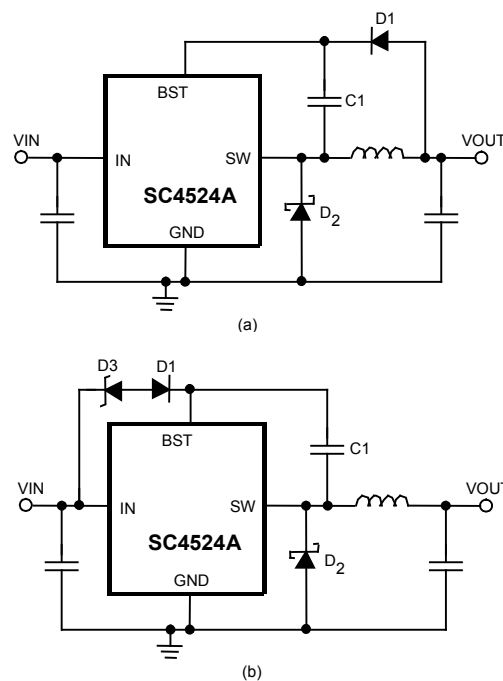 D1
BST
C1
VIN
IN
SW
VOUT
SC4524A
D2
GND
(a)
D3
D1
BST
C1
VIN
IN
SW
VOUT
SC4524A
D2
GND
(b)